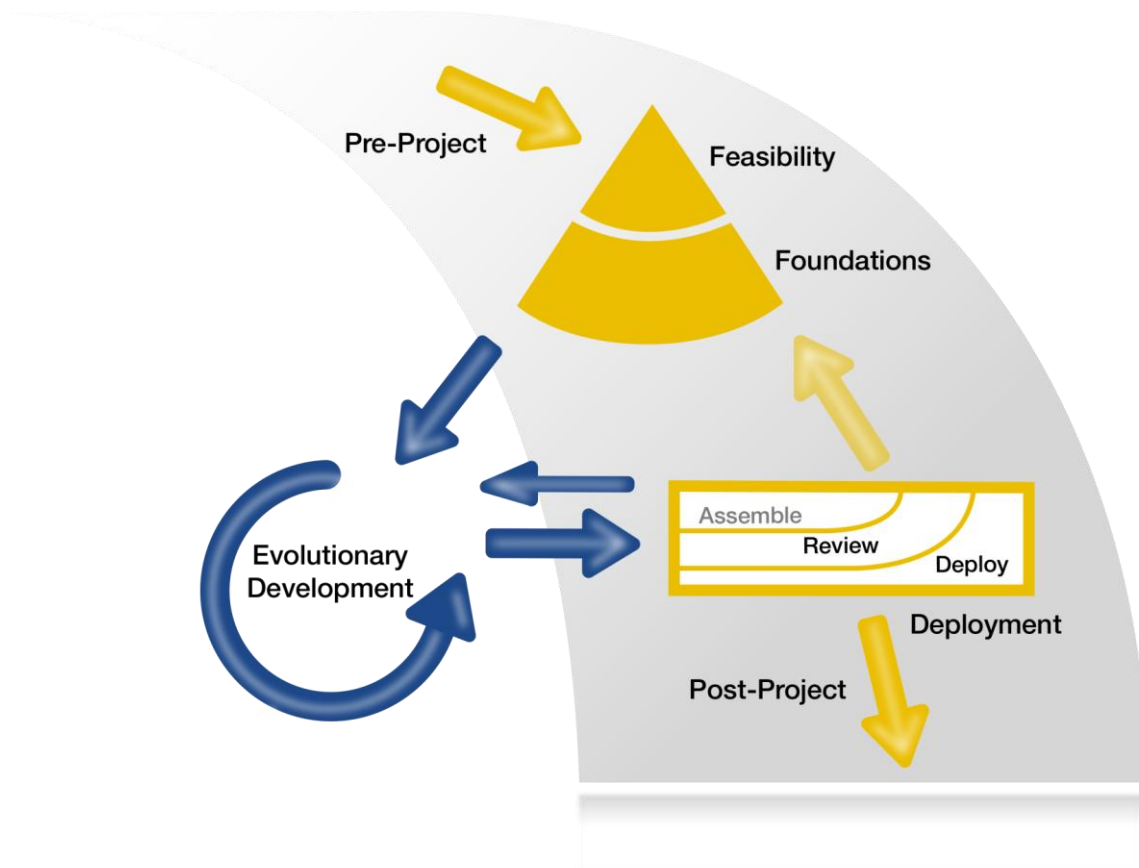 Pre-Project
Feasibility
Foundations
Evolutionary
Development
Assemble
Review
Deploy
Deployment
Post-Project